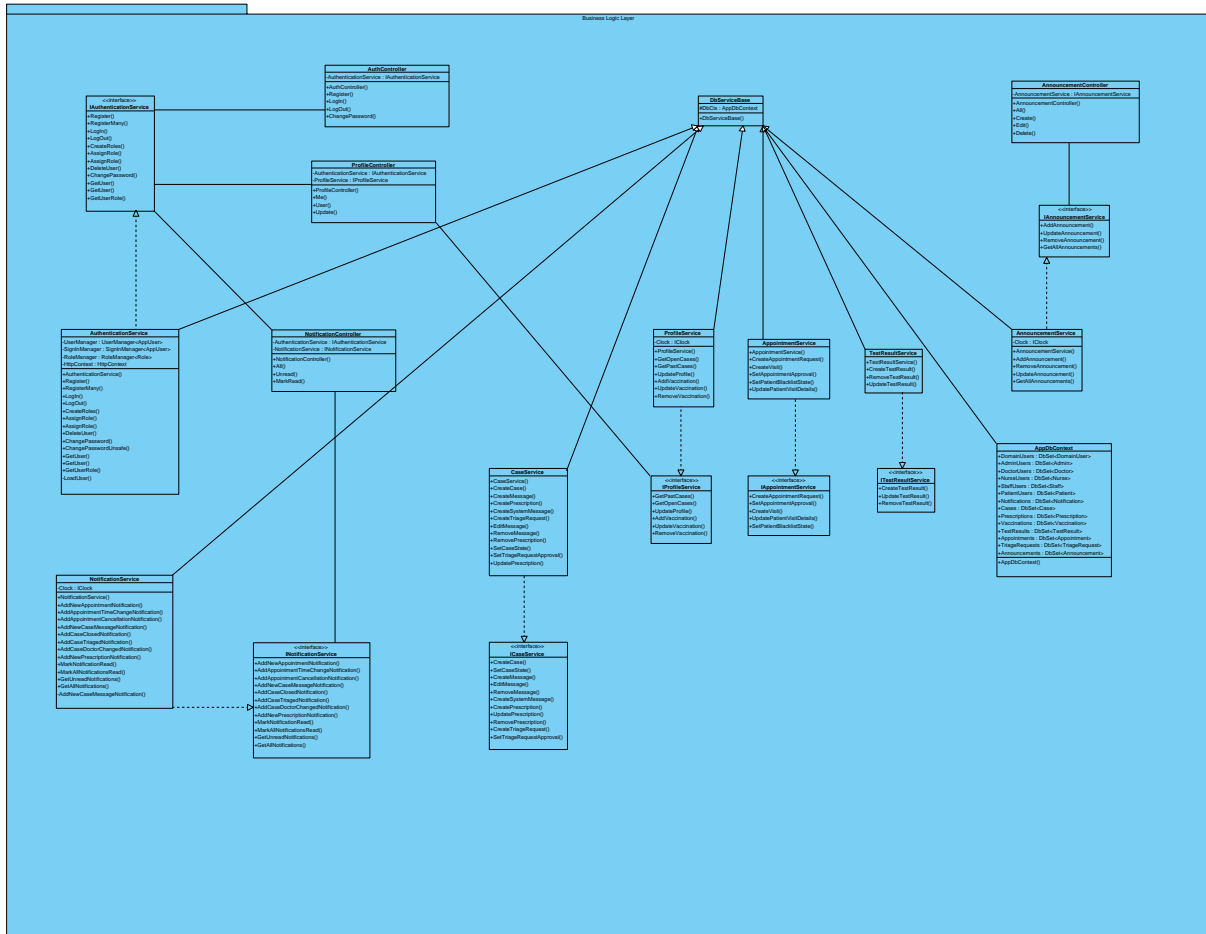 Business Logic Layer
AuthController
-AuthenticationService : IAuthenticationService
+AuthController()
+Register()
+LogIn()
+LogOut()
+ChangePassword()
<<interface>>
IAuthenticationService
+Register()
+RegisterMany()
+LogIn()
+LogOut()
+CreateRoles()
+AssignRole()
+AssignRole()
+DeleteUser()
+ChangePassword()
+GetUser()
+GetUser()
+GetUserRole()
DbServiceBase
#DbCtx : AppDbContext
+DbServiceBase()
AnnouncementController
-AnnouncementService : IAnnouncementService
+AnnouncementController()
+All()
+Create()
+Edit()
+Delete()
ProfileController
-AuthenticationService : IAuthenticationService
-ProfileService : IProfileService
+ProfileController()
+Me()
+User()
+Update()
<<interface>>
IAnnouncementService
+AddAnnouncement()
+UpdateAnnouncement()
+RemoveAnnouncement()
+GetAllAnnouncements()
AuthenticationService
-UserManager : UserManager<AppUser>
-SignInManager : SignInManager<AppUser>
-RoleManager : RoleManager<Role>
-HttpContext : HttpContext
+AuthenticationService()
+Register()
+RegisterMany()
+LogIn()
+LogOut()
+CreateRoles()
+AssignRole()
+AssignRole()
+DeleteUser()
+ChangePassword()
+ChangePasswordUnsafe()
+GetUser()
+GetUser()
+GetUserRole()
-LoadUser()
NotificationController
-AuthenticationService : IAuthenticationService
-NotificationService : INotificationService
+NotificationController()
+All()
+Unread()
+MarkRead()
ProfileService
-Clock : IClock
+ProfileService()
+GetOpenCases()
+GetPastCases()
+UpdateProfile()
+AddVaccination()
+UpdateVaccination()
+RemoveVaccination()
AppointmentService
+AppointmentService()
+CreateAppointmentRequest()
+CreateVisit()
+SetAppointmentApproval()
+SetPatientBlacklistState()
+UpdatePatientVisitDetails()
TestResultService
+TestResultService()
+CreateTestResult()
+RemoveTestResult()
+UpdateTestResult()
AnnouncementService
-Clock : IClock
+AnnouncementService()
+AddAnnouncement()
+RemoveAnnouncement()
+UpdateAnnouncement()
+GetAllAnnouncements()
CaseService
+CaseService()
+CreateCase()
+CreateMessage()
+CreatePrescription()
+CreateSystemMessage()
+CreateTriageRequest()
+EditMessage()
+RemoveMessage()
+RemovePrescription()
+SetCaseState()
+SetTriageRequestApproval()
+UpdatePrescription()
<<interface>>
IProfileService
+GetPastCases()
+GetOpenCases()
+UpdateProfile()
+AddVaccination()
+UpdateVaccination()
+RemoveVaccination()
<<interface>>
IAppointmentService
+CreateAppointmentRequest()
+SetAppointmentApproval()
+CreateVisit()
+UpdatePatientVisitDetails()
+SetPatientBlacklistState()
<<interface>>
ITestResultService
+CreateTestResult()
+UpdateTestResult()
+RemoveTestResult()
AppDbContext
+DomainUsers : DbSet<DomainUser>
+AdminUsers : DbSet<Admin>
+DoctorUsers : DbSet<Doctor>
+NurseUsers : DbSet<Nurse>
+StaffUsers : DbSet<Staff>
+PatientUsers : DbSet<Patient>
+Notifications : DbSet<Notification>
+Cases : DbSet<Case>
+Prescriptions : DbSet<Prescription>
+Vaccinations : DbSet<Vaccination>
+TestResults : DbSet<TestResult>
+Appointments : DbSet<Appointment>
+TriageRequests : DbSet<TriageRequest>
+Announcements : DbSet<Announcement>
+AppDbContext()
NotificationService
-Clock : IClock
+NotificationService()
+AddNewAppointmentNotification()
+AddAppointmentTimeChangeNotification()
+AddAppointmentCancellationNotification()
+AddNewCaseMessageNotification()
+AddCaseClosedNotification()
+AddCaseTriagedNotification()
+AddCaseDoctorChangedNotification()
+AddNewPrescriptionNotification()
+MarkNotificationRead()
+MarkAllNotificationsRead()
+GetUnreadNotifications()
+GetAllNotifications()
-AddNewCaseMessageNotification()
<<interface>>
INotificationService
+AddNewAppointmentNotification()
+AddAppointmentTimeChangeNotification()
+AddAppointmentCancellationNotification()
+AddNewCaseMessageNotification()
+AddCaseClosedNotification()
+AddCaseTriagedNotification()
+AddCaseDoctorChangedNotification()
+AddNewPrescriptionNotification()
+MarkNotificationRead()
+MarkAllNotificationsRead()
+GetUnreadNotifications()
+GetAllNotifications()
<<interface>>
ICaseService
+CreateCase()
+SetCaseState()
+CreateMessage()
+EditMessage()
+RemoveMessage()
+CreateSystemMessage()
+CreatePrescription()
+UpdatePrescription()
+RemovePrescription()
+CreateTriageRequest()
+SetTriageRequestApproval()